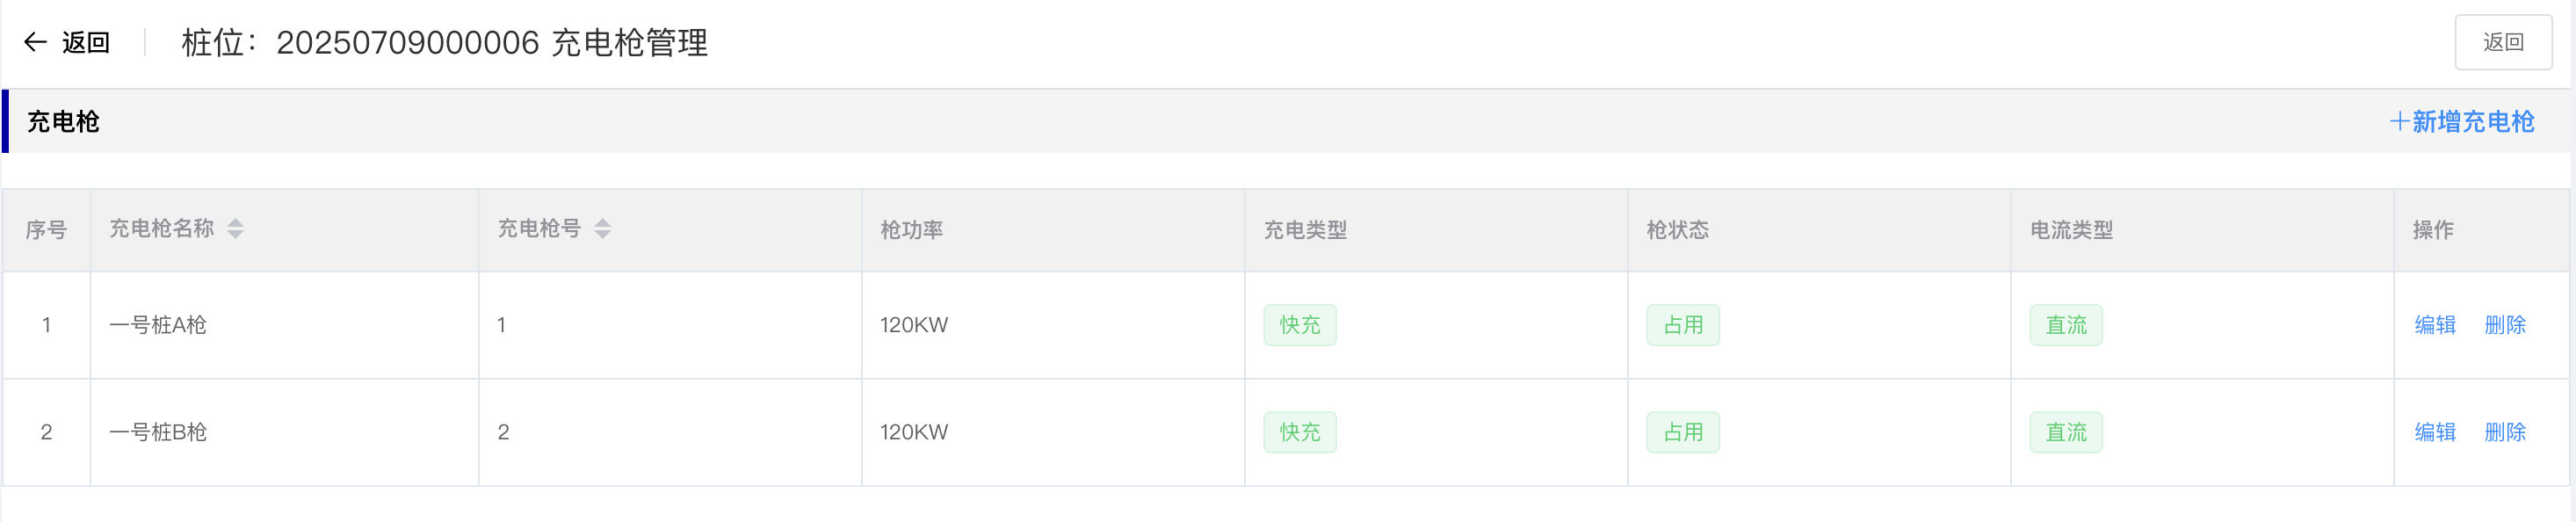 ← 返回 桩位：20250709000006 充电枪管理 返回
充电枪 +新增充电枪
序号 充电枪名称 充电枪号 枪功率 充电类型 枪状态 电流类型 操作
1 一号桩A枪 1 120KW 快充 占用 直流 编辑 删除
2 一号桩B枪 2 120KW 快充 占用 直流 编辑 删除